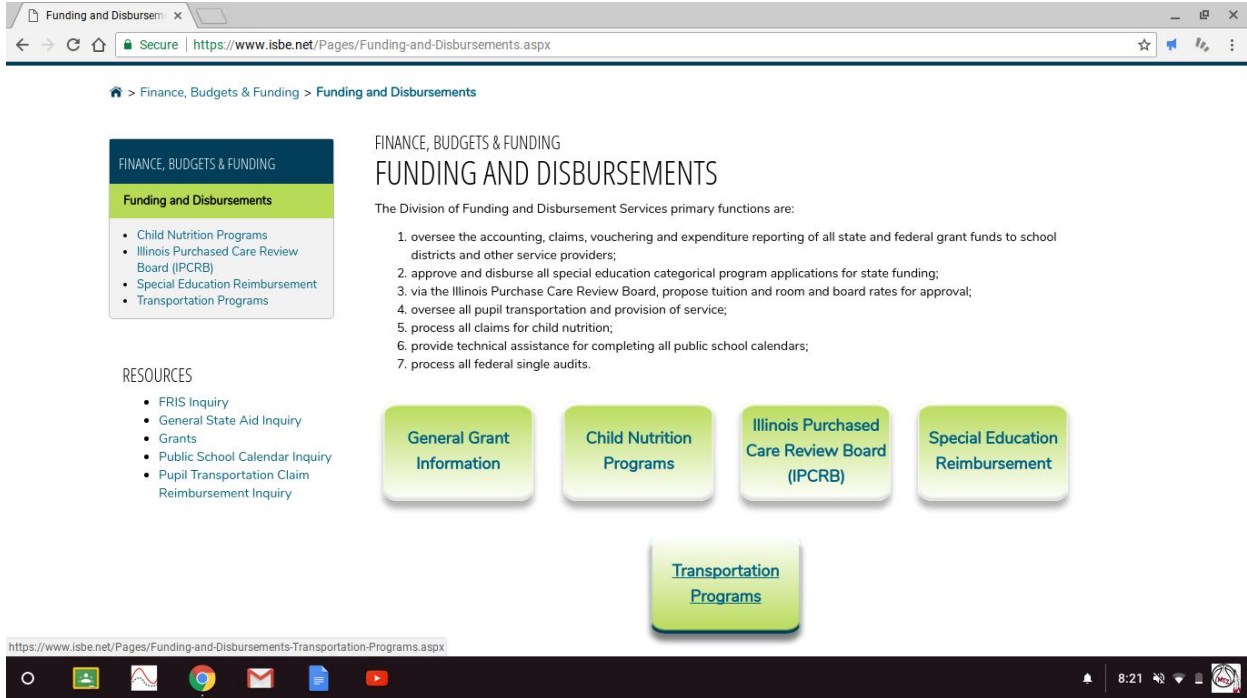 Funding and Disbursem
Secure | https://www.isbe.net/Pages/Funding-and-Disbursements.aspx
> Finance, Budgets & Funding > Funding and Disbursements
FINANCE, BUDGETS & FUNDING
Funding and Disbursements
• Child Nutrition Programs
• Illinois Purchased Care Review
Board (IPCRB)
• Special Education Reimbursement
• Transportation Programs
RESOURCES
• FRIS Inquiry
• General State Aid Inquiry
• Grants
• Public School Calendar Inquiry
• Pupil Transportation Claim
Reimbursement Inquiry
FINANCE, BUDGETS & FUNDING
FUNDING AND DISBURSEMENTS
The Division of Funding and Disbursement Services primary functions are:
1. oversee the accounting, claims, vouchering and expenditure reporting of all state and federal grant funds to school
districts and other service providers;
2. approve and disburse all special education categorical program applications for state funding;
3. via the Illinois Purchase Care Review Board, propose tuition and room and board rates for approval;
4. oversee all pupil transportation and provision of service;
5. process all claims for child nutrition;
6. provide technical assistance for completing all public school calendars;
7. process all federal single audits.
General Grant
Information
Child Nutrition
Programs
Illinois Purchased
Care Review Board
(IPCRB)
Special Education
Reimbursement
Transportation
Programs
https://www.isbe.net/Pages/Funding-and-Disbursements-Transportation-Programs.aspx
8:21